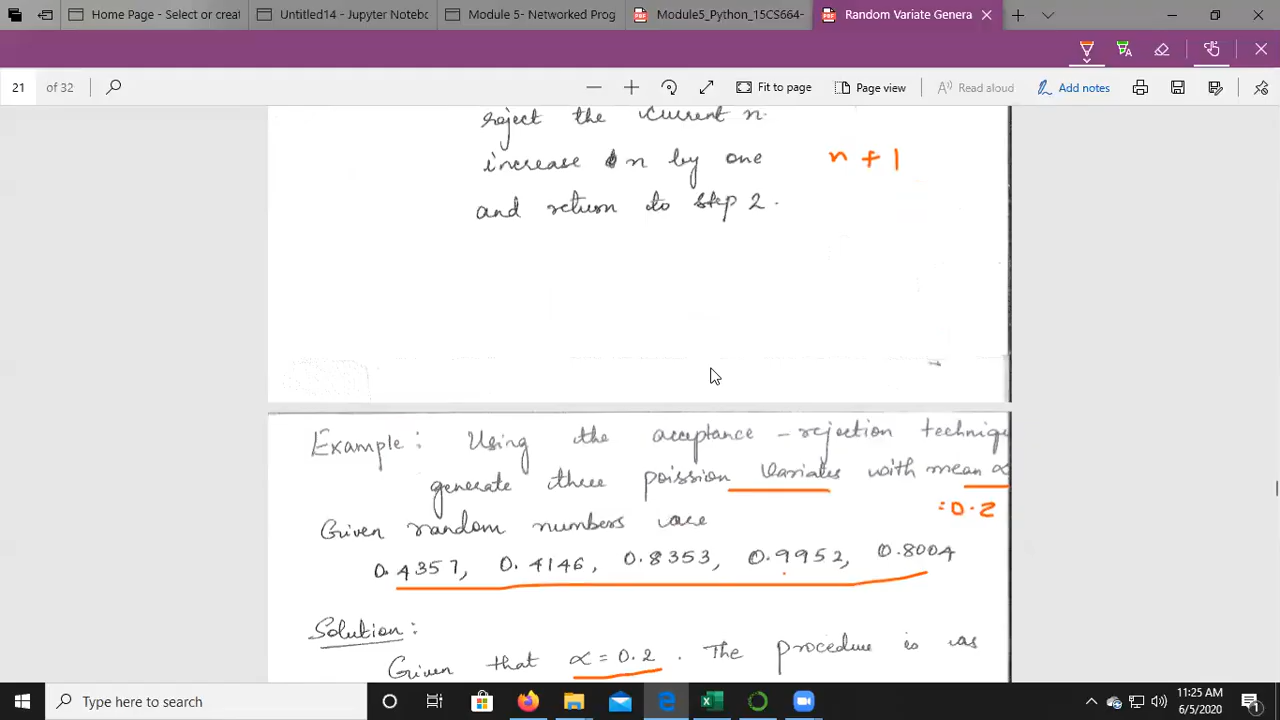 Home Page - Select or creat
Untitled14 - Jupyter Notebo
Module 5- Networked Prog
Module5_Python_15CS664-
Random Variate Genera
21 of 32
Fit to page
Page view
Read aloud
Add notes
reject the current n.
increase n by one n + 1
and return to step 2.
Example: Using the acceptance - rejection techniqu
generate three poission variates with mean α
=0.2
Given random numbers are
0.4357, 0.4146, 0.8353, 0.9952, 0.8004
Solution:
Given that α = 0.2. The procedure is as
Type here to search
11:25 AM
6/5/2020
1